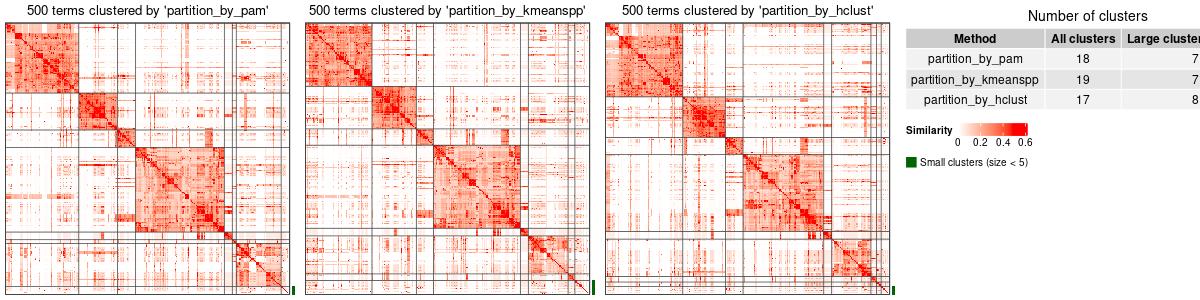 500 terms clustered by 'partition_by_pam'
500 terms clustered by 'partition_by_kmeanspp'
500 terms clustered by 'partition_by_hclust'
Number of clusters
Method All clusters Large cluste
partition_by_pam 18 7
partition_by_kmeanspp 19 7
partition_by_hclust 17 8
Similarity
0 0.2 0.4 0.6
Small clusters (size < 5)